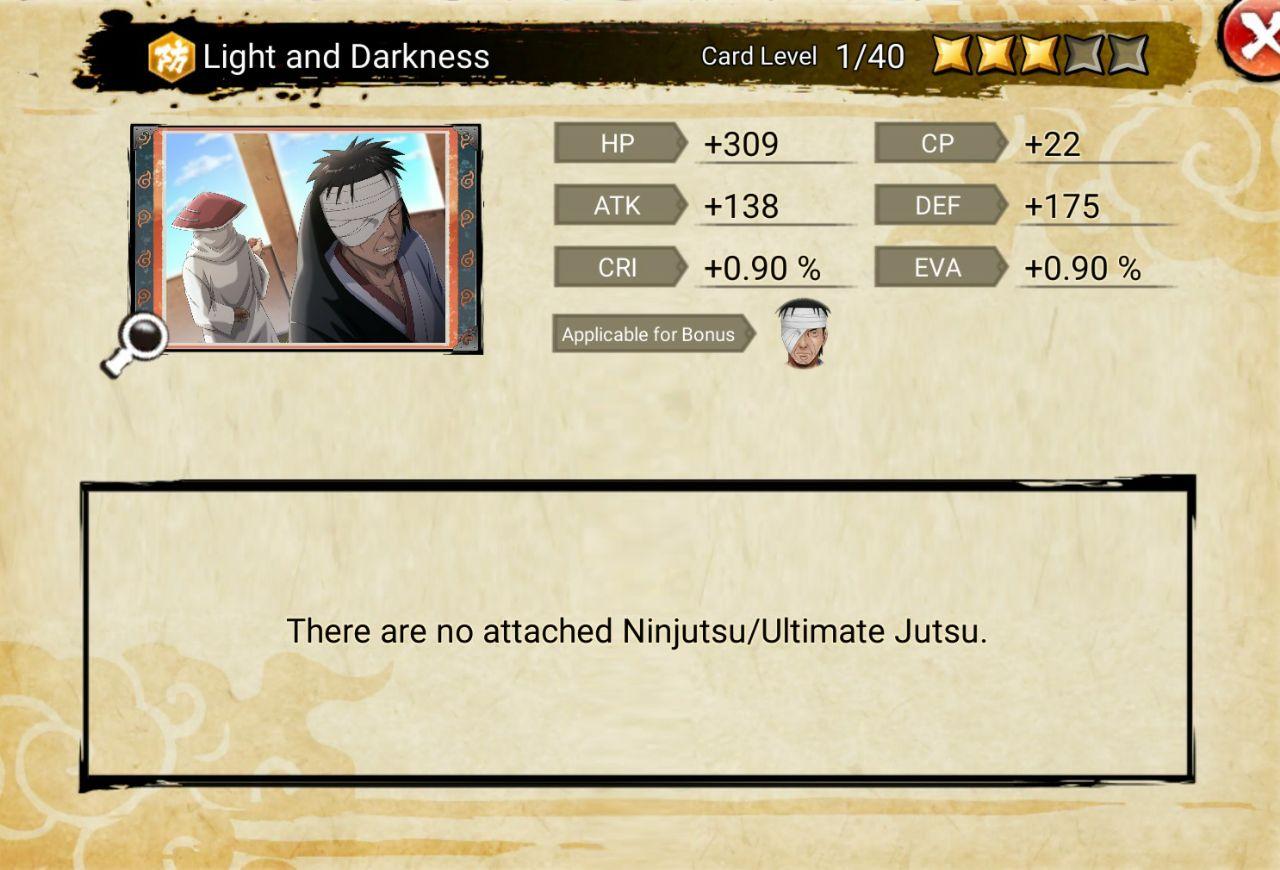 防 Light and Darkness Card Level 1/40
HP +309 CP +22
ATK +138 DEF +175
CRI +0.90 % EVA +0.90 %
Applicable for Bonus
There are no attached Ninjutsu/Ultimate Jutsu.